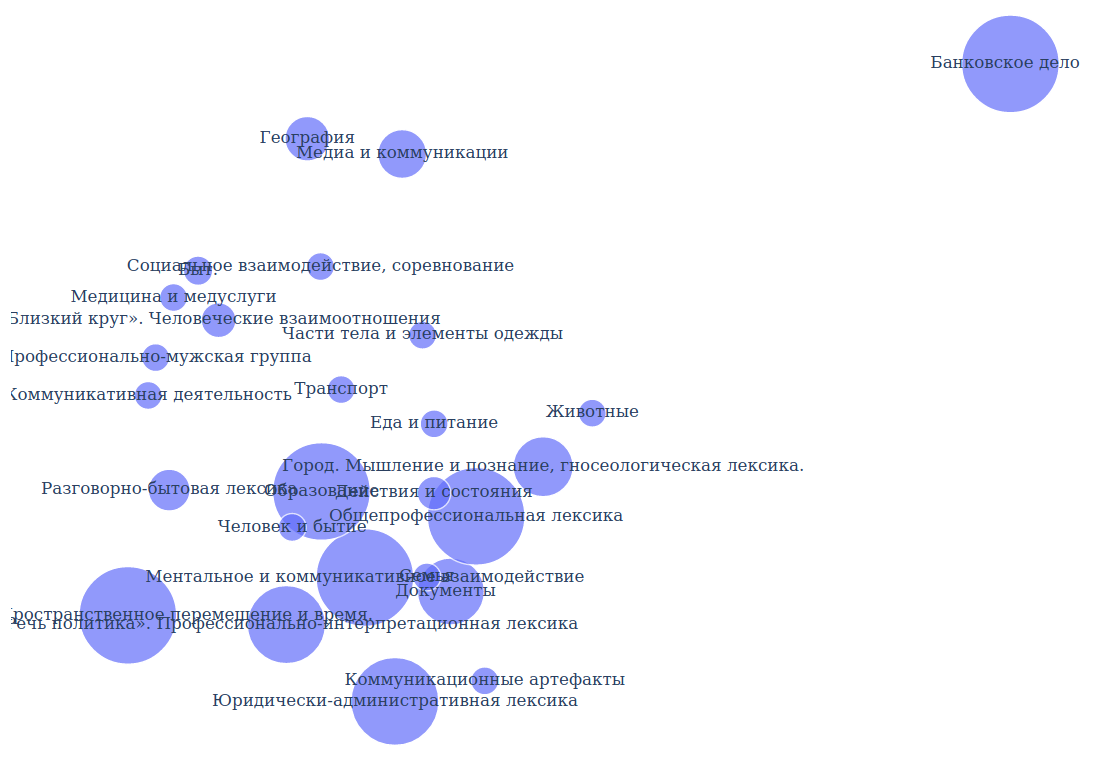 Банковское дело
География
Медиа и коммуникации
Социальное взаимодействие, соревнование
Быт.
Медицина и медуслуги
Близкий круг». Человеческие взаимоотношения
Части тела и элементы одежды
рофессионально-мужская группа
Транспорт
Коммуникативная деятельность
Животные
Еда и питание
Город. Мышление и познание, гносеологическая лексика.
Разговорно-бытовая лексика
Образование
Действия и состояния
Общепрофессиональная лексика
Человек и бытие
Ментальное и коммуникативное взаимодействие
Семья
Документы
ространственное перемещение и время.
ечь политика». Профессионально-интерпретационная лексика
Коммуникационные артефакты
Юридически-административная лексика